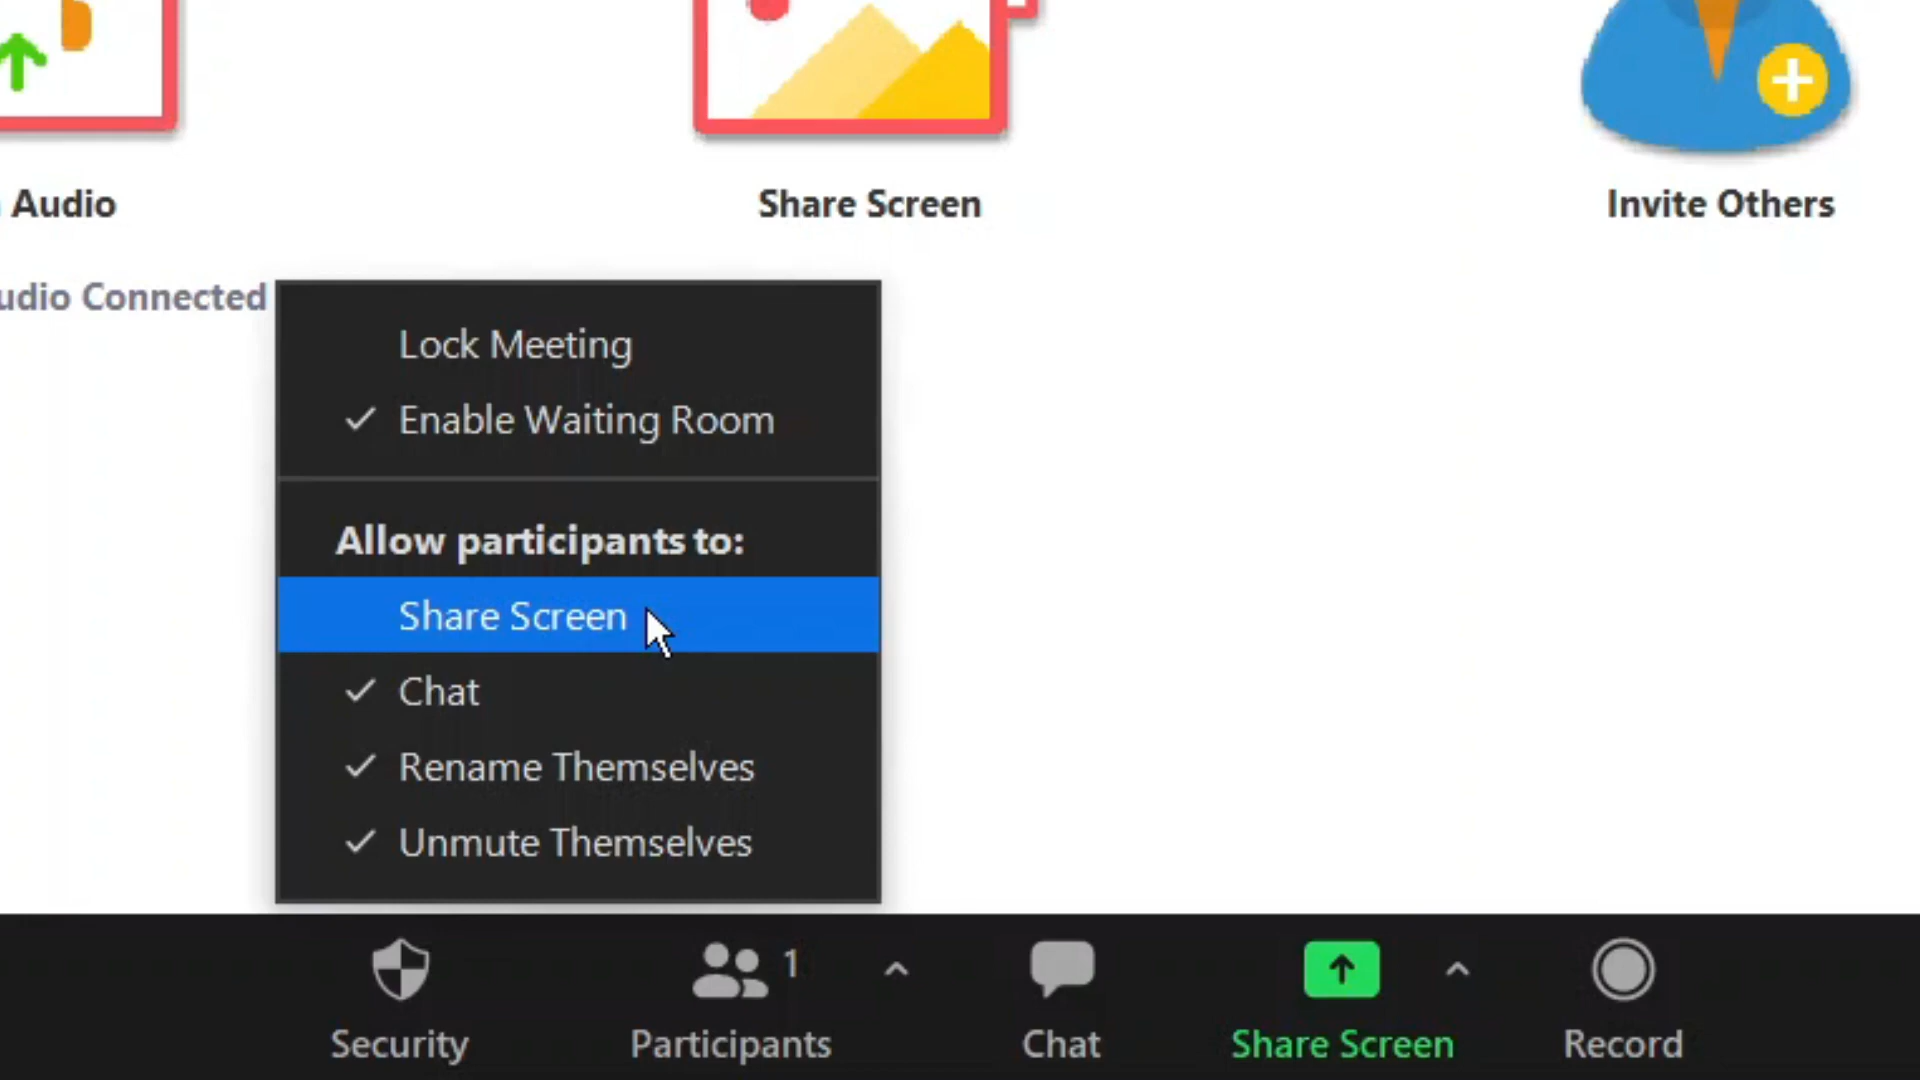 Audio
Share Screen
Invite Others
udio Connected
Lock Meeting
Enable Waiting Room
Allow participants to:
Share Screen
Chat
Rename Themselves
Unmute Themselves
1
Security
Participants
Chat
Share Screen
Record